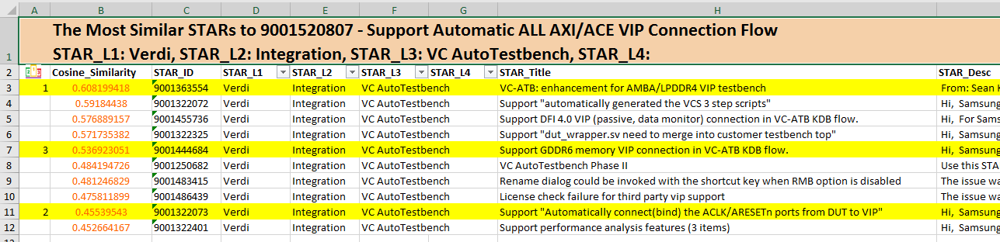 A B C D E F G H
1 The Most Similar STARs to 9001520807 - Support Automatic ALL AXI/ACE VIP Connection Flow
STAR_L1: Verdi, STAR_L2: Integration, STAR_L3: VC AutoTestbench, STAR_L4:
2 Cosine_Similarity STAR_ID STAR_L1 STAR_L2 STAR_L3 STAR_L4 STAR_Title STAR_Desc
3 1 0.608199418 9001363554 Verdi Integration VC AutoTestbench VC-ATB: enhancement for AMBA/LPDDR4 VIP testbench From: Sean
4 0.59184438 9001322072 Verdi Integration VC AutoTestbench Support "automatically generated the VCS 3 step scripts" Hi, Samsung
5 0.576889157 9001455736 Verdi Integration VC AutoTestbench Support DFI 4.0 VIP (passive, data monitor) connection in VC-ATB KDB flow. Hi, For Sams
6 0.571735382 9001322325 Verdi Integration VC AutoTestbench Support "dut_wrapper.sv need to merge into customer testbench top" Hi, Samsung
7 3 0.536923051 9001444684 Verdi Integration VC AutoTestbench Support GDDR6 memory VIP connection in VC-ATB KDB flow. Hi, Samsung
8 0.484194726 9001250682 Verdi Integration VC AutoTestbench VC AutoTestbench Phase II Use this STA
9 0.481246829 9001483415 Verdi Integration VC AutoTestbench Rename dialog could be invoked with the shortcut key when RMB option is disabled The issue wa
10 0.475811899 9001486439 Verdi Integration VC AutoTestbench License check failure for third party vip support The issue wa
11 2 0.45539543 9001322073 Verdi Integration VC AutoTestbench Support "Automatically connect(bind) the ACLK/ARESETn ports from DUT to VIP" Hi, Samsung
12 0.452664167 9001322401 Verdi Integration VC AutoTestbench Support performance analysis features (3 items) Hi, Samsung